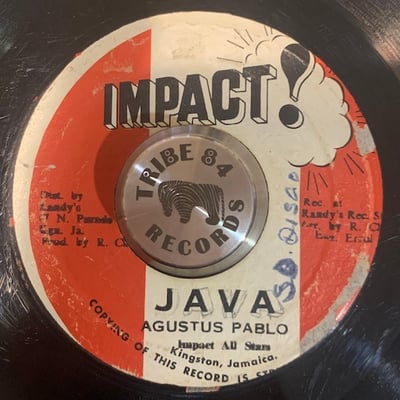 IMPACT!
TRIBE 84
RECORDS
Dist. by
Randy's
17 N. Parade
Kgn. Ja.
Prod. by R. C
Rec. at
Randy's Rec. S
by R. C
Eng. Errol
JAVA
AGUSTUS PABLO
Impact All Stars
Kingston, Jamaica.
COPYING OF THIS RECORD IS